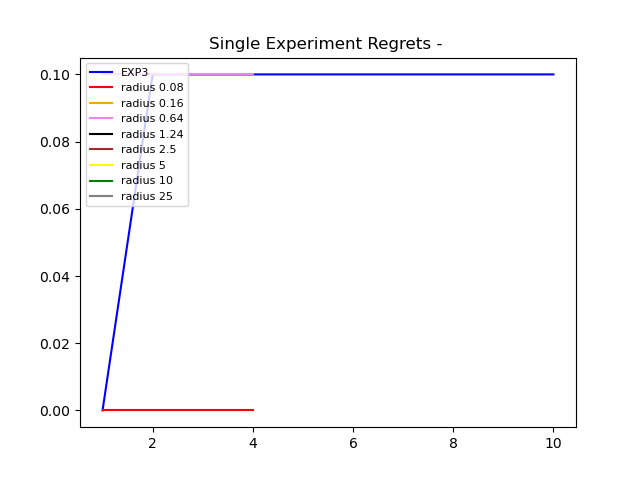 Single Experiment Regrets -
0.10
0.08
0.06
0.04
0.02
0.00
EXP3
radius 0.08
radius 0.16
radius 0.64
radius 1.24
radius 2.5
radius 5
radius 10
radius 25
2 4 6 8 10